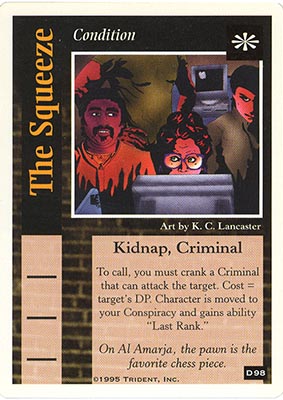 The Squeeze
Condition
Art by K. C. Lancaster
Kidnap, Criminal
To call, you must crank a Criminal
that can attack the target. Cost =
target's DP. Character is moved to
your Conspiracy and gains ability
"Last Rank."
On Al Amarja, the pawn is the
favorite chess piece.
©1995 TRIDENT, INC.
D98